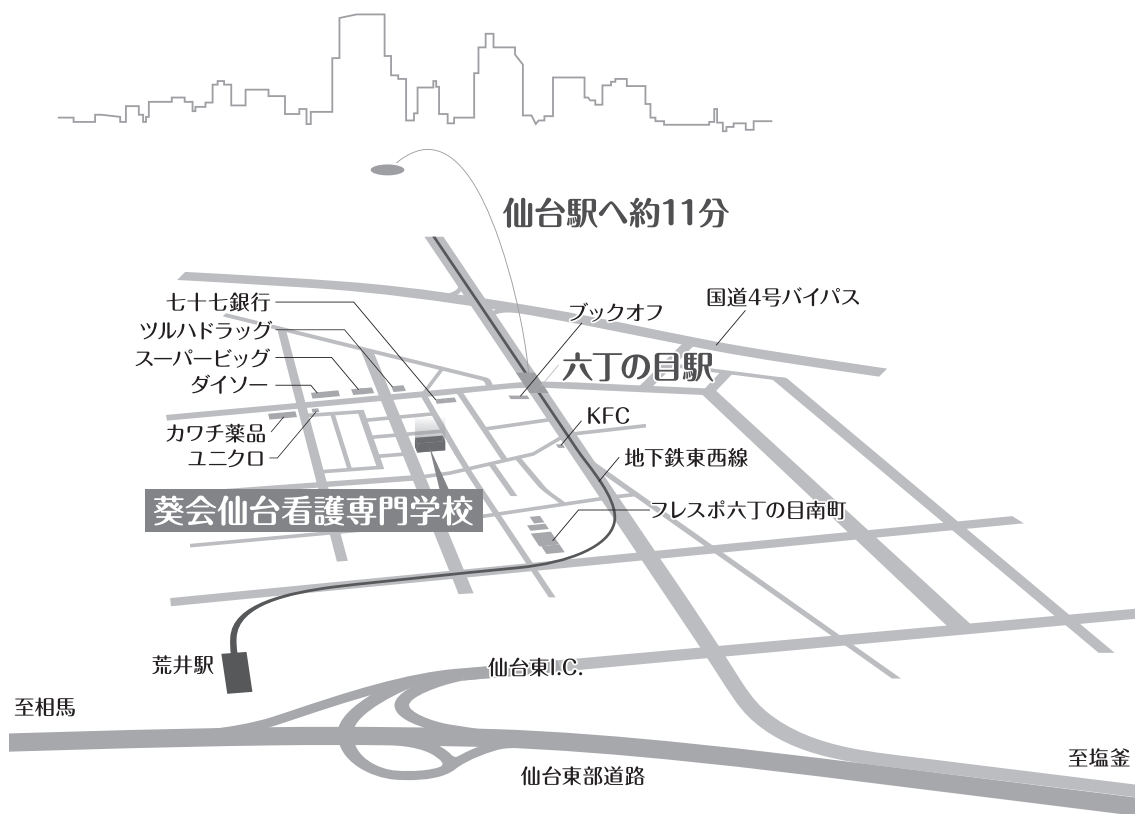 仙台駅へ約11分
国道4号バイパス
七十七銀行
ブックオフ
ツルハドラッグ
スーパービッグ
六丁の目駅
ダイソー
KFC
カワチ薬品
ユニクロ
地下鉄東西線
葵会仙台看護専門学校
フレスポ六丁の目南町
荒井駅
仙台東I.C.
至相馬
至塩釜
仙台東部道路